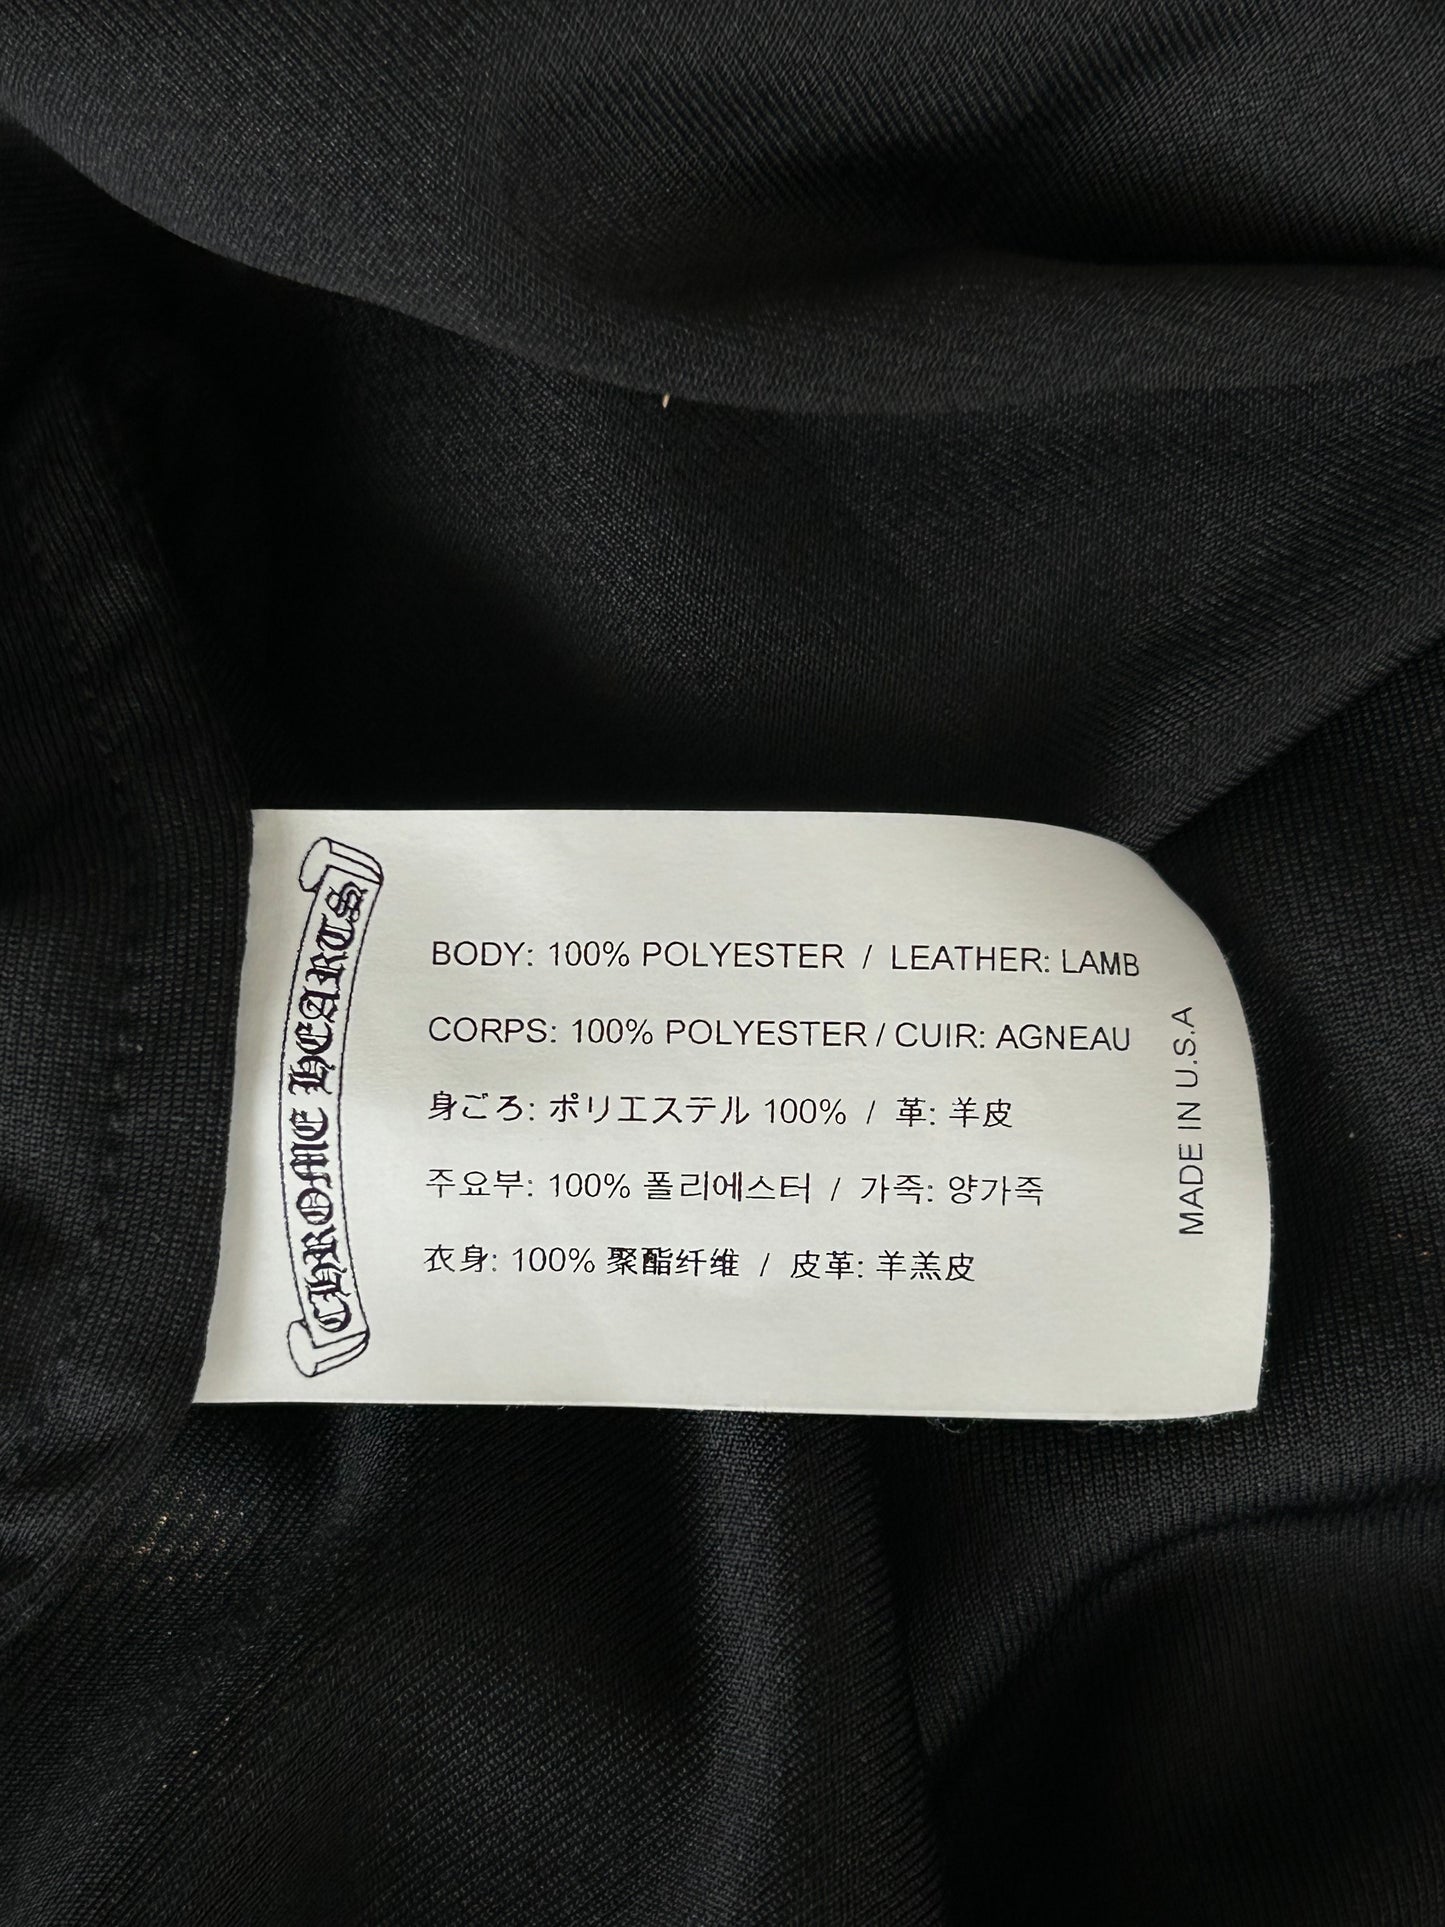 CHROME HEARTS
BODY: 100% POLYESTER / LEATHER: LAMB
CORPS: 100% POLYESTER / CUIR: AGNEAU
身ごろ: ポリエステル 100% / 革: 羊皮
주요부: 100% 폴리에스터 / 가죽: 양가죽
衣身: 100% 聚酯纤维 / 皮革: 羊羔皮
MADE IN U.S.A